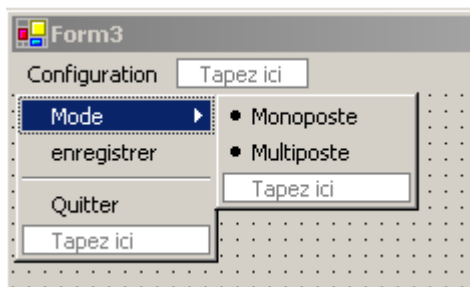 Form3
Configuration Tapez ici
Mode
Monoposte
enregistrer
Multiposte
Tapez ici
Quitter
Tapez ici